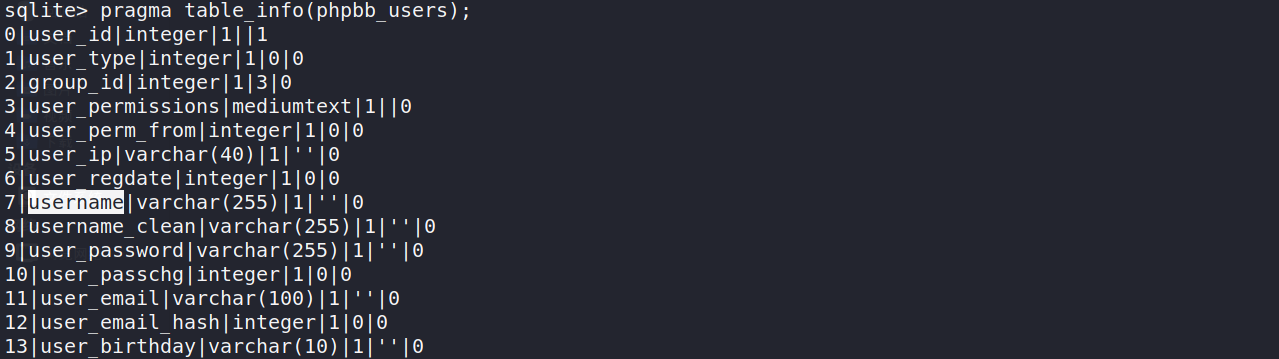 sqlite> pragma table_info(phpbb_users);
0|user_id|integer|1||1
1|user_type|integer|1|0|0
2|group_id|integer|1|3|0
3|user_permissions|mediumtext|1||0
4|user_perm_from|integer|1|0|0
5|user_ip|varchar(40)|1|''|0
6|user_regdate|integer|1|0|0
7|username|varchar(255)|1|''|0
8|username_clean|varchar(255)|1|''|0
9|user_password|varchar(255)|1|''|0
10|user_passchg|integer|1|0|0
11|user_email|varchar(100)|1|''|0
12|user_email_hash|integer|1|0|0
13|user_birthday|varchar(10)|1|''|0